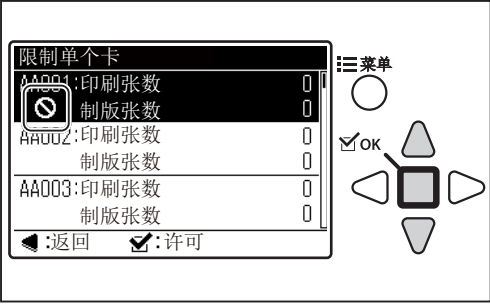 限制单个卡
AA001:印刷张数 0
制版张数 0
AA002:印刷张数 0
制版张数 0
AA003:印刷张数 0
制版张数 0
:返回 :许可
菜单
OK